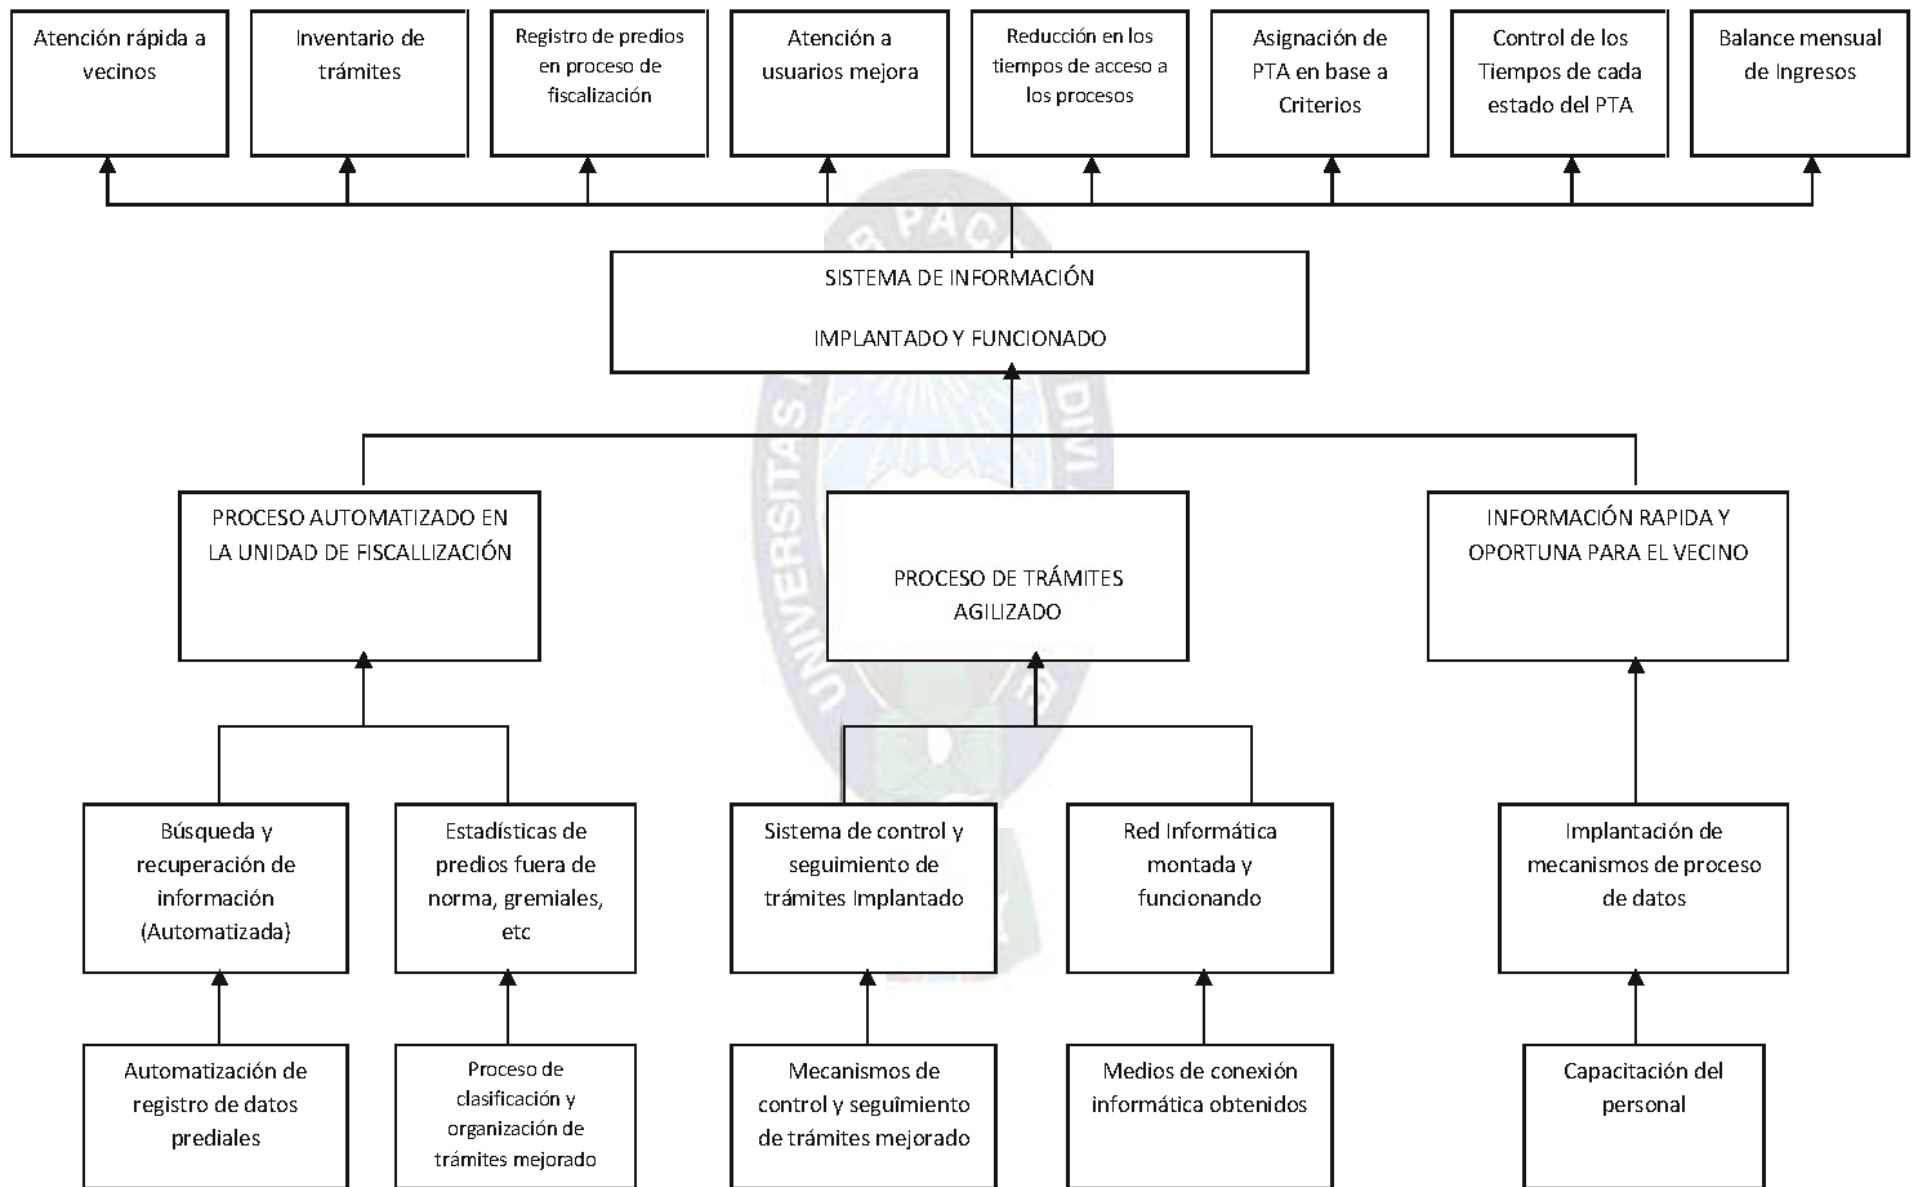 Atención rápida a
vecinos
Inventario de
trámites
Registro de predios
en proceso de
fiscalización
Atención a
usuarios mejora
Reducción en los
tiempos de acceso a
los procesos
Asignación de
PTA en base a
Criterios
Control de los
Tiempos de cada
estado del PTA
Balance mensual
de Ingresos
SISTEMA DE INFORMACIÓN
IMPLANTADO Y FUNCIONADO
PROCESO AUTOMATIZADO EN
LA UNIDAD DE FISCALLIZACIÓN
PROCESO DE TRÁMITES
AGILIZADO
INFORMACIÓN RAPIDA Y
OPORTUNA PARA EL VECINO
Búsqueda y
recuperación de
información
(Automatizada)
Estadísticas de
predios fuera de
norma, gremiales,
etc
Sistema de control y
seguimiento de
trámites Implantado
Red Informática
montada y
funcionando
Implantación de
mecanismos de proceso
de datos
Automatización de
registro de datos
prediales
Proceso de
clasificación y
organización de
trámites mejorado
Mecanismos de
control y seguimiento
de trámites mejorado
Medios de conexión
informática obtenidos
Capacitación del
personal
UNIVERSITAS
DIVI